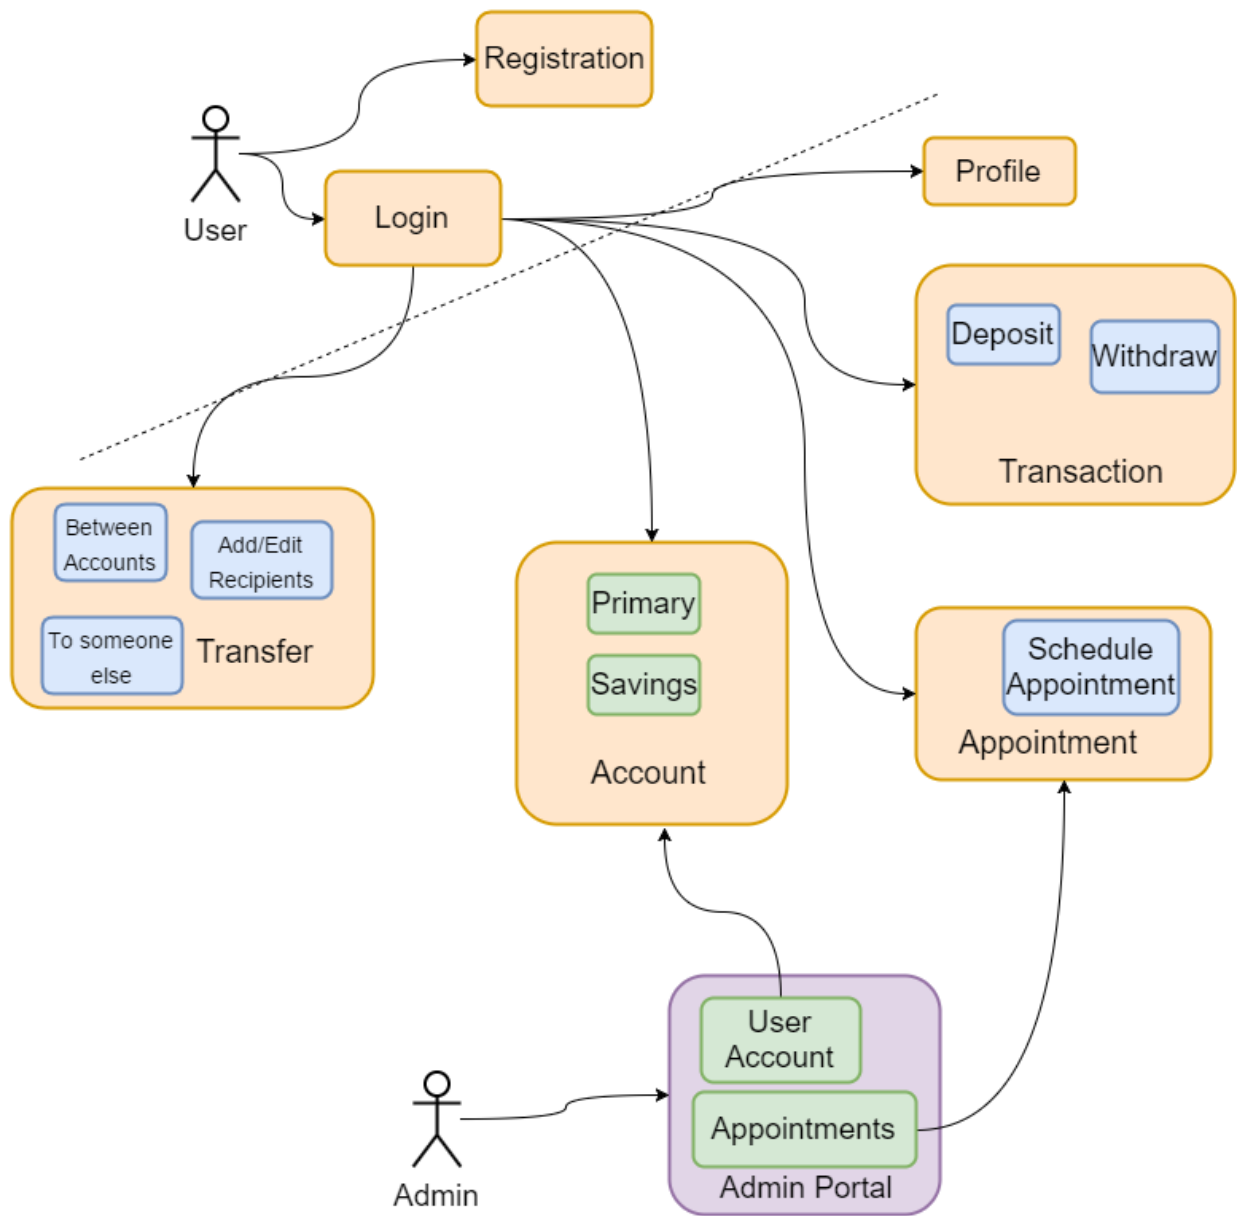 Registration
User
Login
Profile
Deposit
Withdraw
Transaction
Between
Accounts
Add/Edit
Recipients
To someone
else
Transfer
Primary
Savings
Account
Schedule
Appointment
Appointment
User
Account
Appointments
Admin Portal
Admin